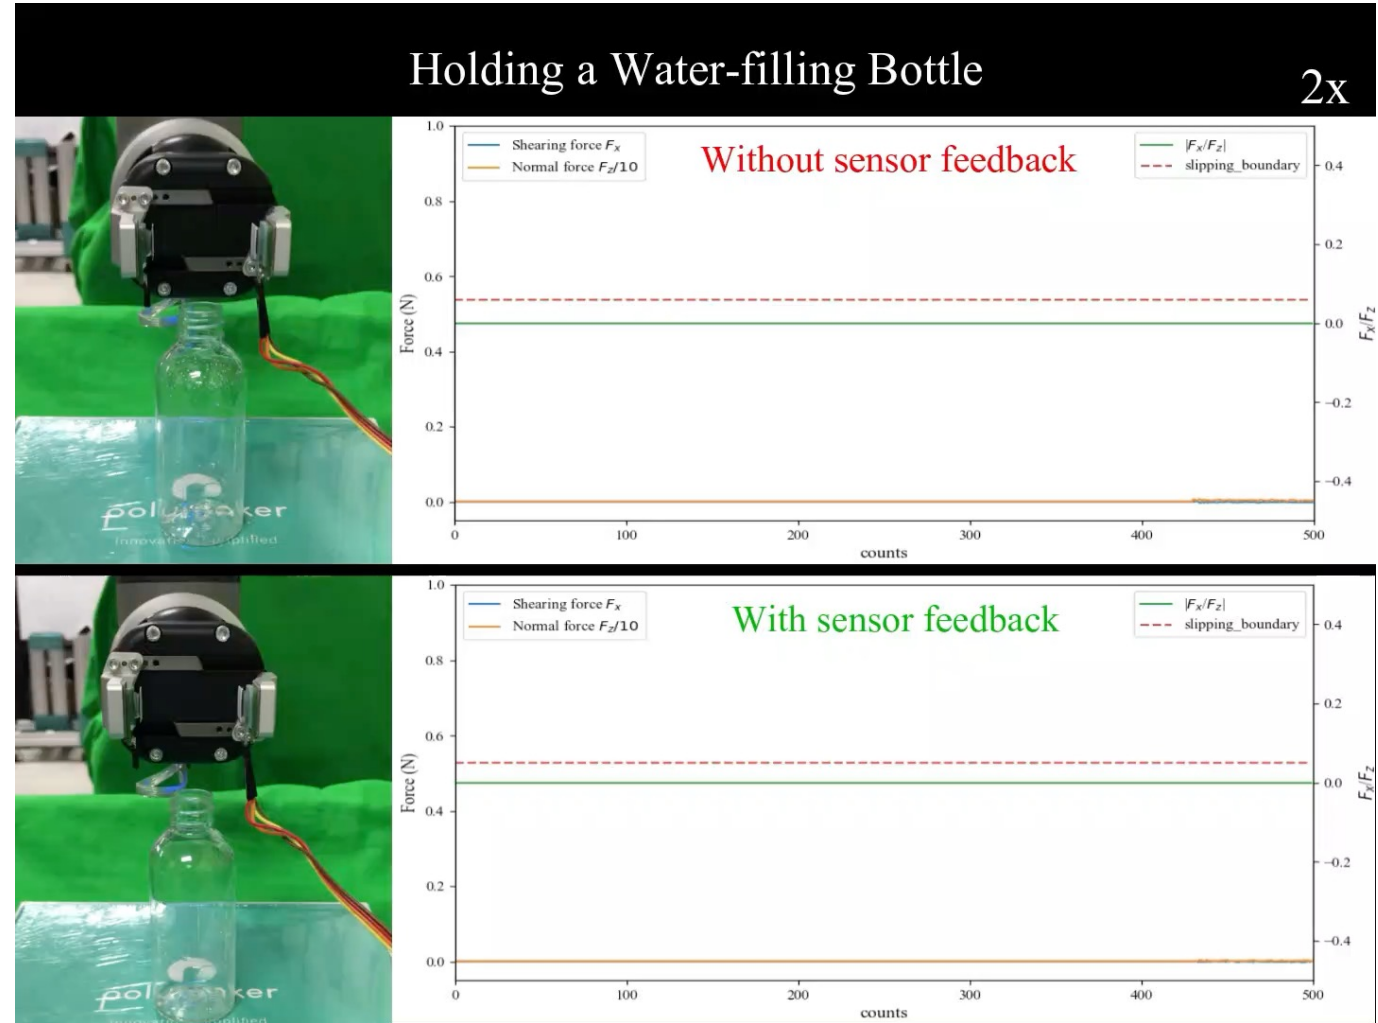 Holding a Water-filling Bottle
2x
Without sensor feedback
Shearing force Fx
Normal force Fz/10
|Fx/Fz|
slipping_boundary
1.0
0.8
0.6
0.4
0.2
0.0
Force (N)
0.4
0.2
0.0
−0.2
−0.4
Fx/Fz
0 100 200 300 400 500
counts
With sensor feedback
Shearing force Fx
Normal force Fz/10
|Fx/Fz|
slipping_boundary
1.0
0.8
0.6
0.4
0.2
0.0
Force (N)
0.4
0.2
0.0
−0.2
−0.4
Fx/Fz
0 100 200 300 400 500
counts